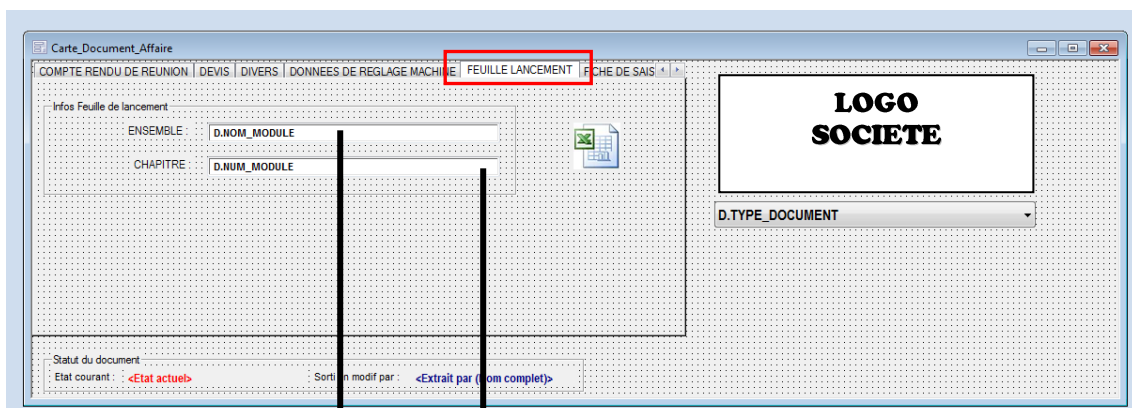 Carte_Document_Affaire
COMPTE RENDU DE REUNION DEVIS DIVERS DONNEES DE REGLAGE MACHINE FEUILLE LANCEMENT FICHE DE SAIS
Infos Feuille de lancement
ENSEMBLE : D.NOM_MODULE
CHAPITRE : D.NUM_MODULE
LOGO
SOCIETE
D.TYPE_DOCUMENT
Statut du document
Etat courant : <Etat actuel> Sorti en modif par : <Extrait par (Nom complet)>